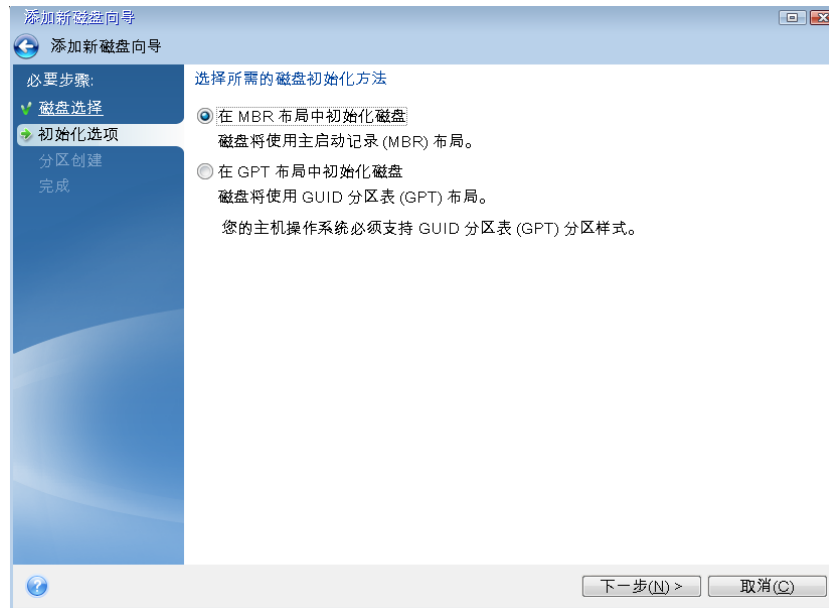 添加新磁盘向导
添加新磁盘向导
必要步骤:
磁盘选择
初始化选项
分区创建
完成
选择所需的磁盘初始化方法
在 MBR 布局中初始化磁盘
磁盘将使用主启动记录 (MBR) 布局。
在 GPT 布局中初始化磁盘
磁盘将使用 GUID 分区表 (GPT) 布局。
您的主机操作系统必须支持 GUID 分区表 (GPT) 分区样式。
下一步(N) >
取消(C)